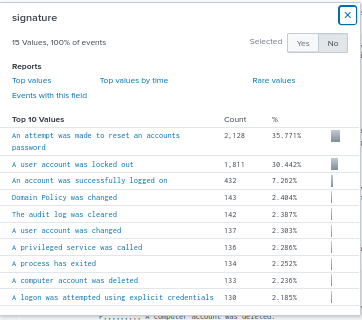 signature
15 Values, 100% of events
Selected Yes No
Reports
Top values Top values by time Rare values
Events with this field
Top 10 Values Count %
An attempt was made to reset an accounts 2,128 35.771%
password
A user account was locked out 1,811 30.442%
An account was successfully logged on 432 7.262%
Domain Policy was changed 143 2.404%
The audit log was cleared 142 2.387%
A user account was changed 137 2.303%
A privileged service was called 136 2.286%
A process has exited 134 2.252%
A computer account was deleted 133 2.236%
A logon was attempted using explicit credentials 130 2.185%
A computer account was deleted.